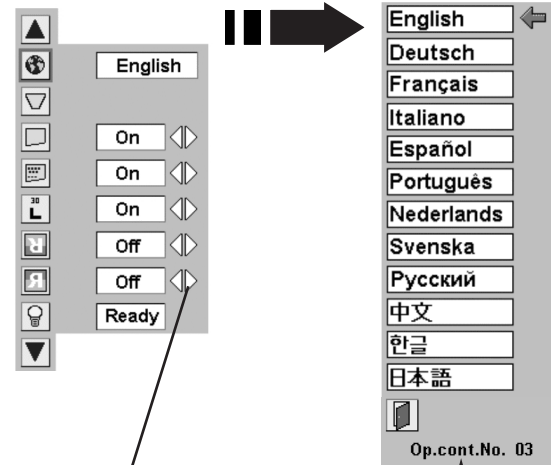 English
On
On
30
L
On
R
Off
Я
Off
Ready
English
Deutsch
Français
Italiano
Español
Português
Nederlands
Svenska
Русский
中文
한글
日本語
Op.cont.No. 03